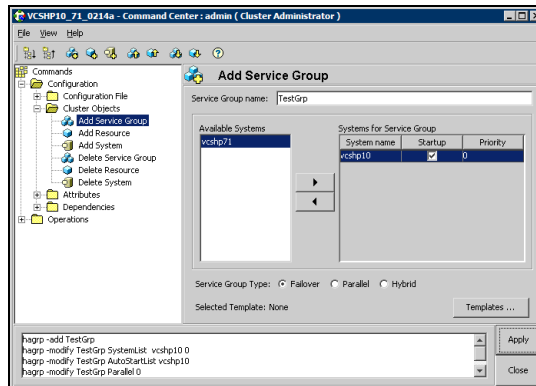 VCSHP10_71_0214a - Command Center : admin ( Cluster Administrator )
File View Help
Commands
Configuration
Configuration File
Cluster Objects
Add Service Group
Add Resource
Add System
Delete Service Group
Delete Resource
Delete System
Attributes
Dependencies
Operations
Add Service Group
Service Group name: TestGrp
Available Systems
vcshp71
Systems for Service Group
System name Startup Priority
vcshp10 0
Service Group Type: Failover Parallel Hybrid
Selected Template: None
Templates ...
hagrp -add TestGrp
hagrp -modify TestGrp SystemList vcshp10 0
hagrp -modify TestGrp AutoStartList vcshp10
hagrp -modify TestGrp Parallel 0
Apply
Close